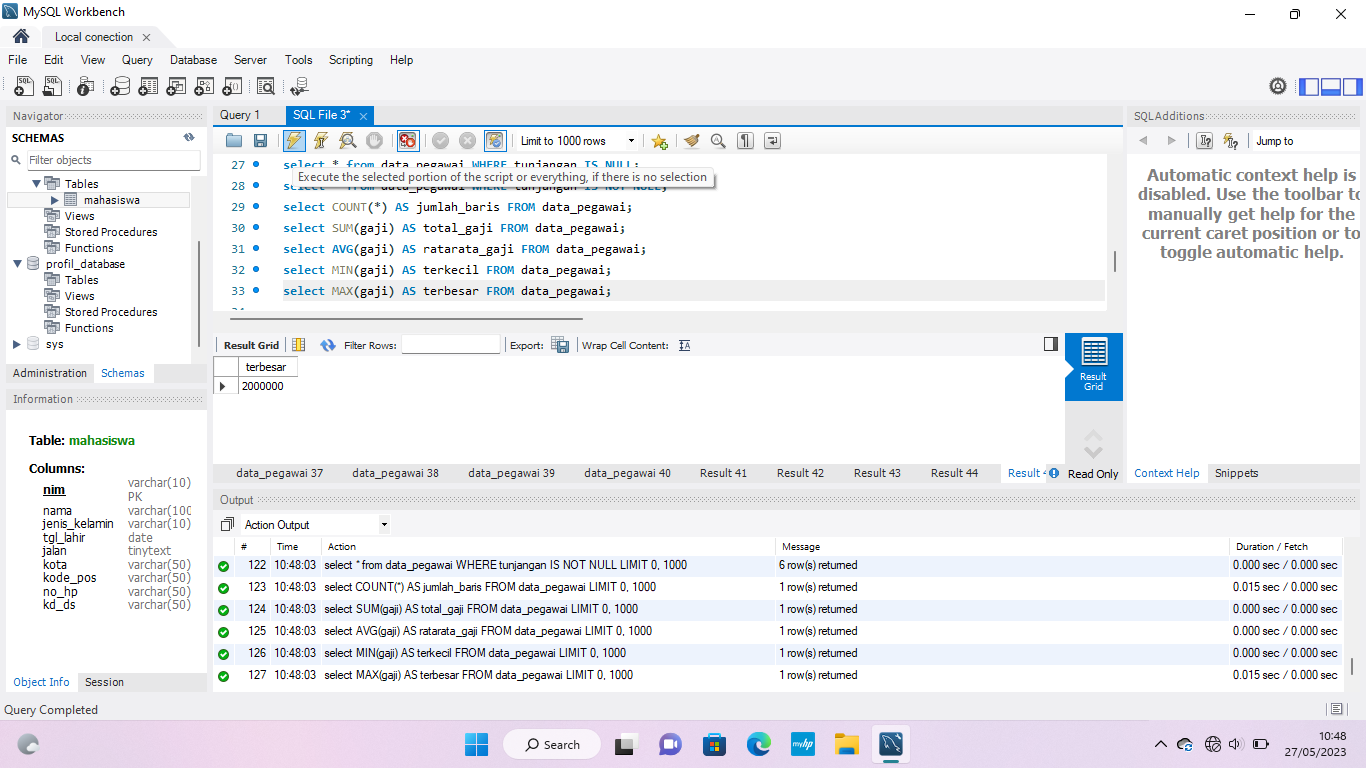 MySQL Workbench
Local conection
File Edit View Query Database Server Tools Scripting Help
Navigator
SCHEMAS
Filter objects
Tables
mahasiswa
Views
Stored Procedures
Functions
profil_database
Tables
Views
Stored Procedures
Functions
sys
Administration Schemas
Information
Table: mahasiswa
Columns:
nim varchar(10) PK
nama varchar(100
jenis_kelamin varchar(10)
tgl_lahir date
jalan tinytext
kota varchar(50)
kode_pos varchar(50)
no_hp varchar(50)
kd_ds varchar(50)
Object Info Session
Query 1 SQL File 3*
Limit to 1000 rows
27 select * from data_pegawai WHERE tunjangan IS NULL;
Execute the selected portion of the script or everything, if there is no selection
28
29 select COUNT(*) AS jumlah_baris FROM data_pegawai;
30 select SUM(gaji) AS total_gaji FROM data_pegawai;
31 select AVG(gaji) AS ratarata_gaji FROM data_pegawai;
32 select MIN(gaji) AS terkecil FROM data_pegawai;
33 select MAX(gaji) AS terbesar FROM data_pegawai;
Result Grid Filter Rows: Export: Wrap Cell Content:
terbesar
2000000
Result Grid
data_pegawai 37 data_pegawai 38 data_pegawai 39 data_pegawai 40 Result 41 Result 42 Result 43 Result 44 Result 4 Read Only
SQLAdditions
Jump to
Automatic context help is
disabled. Use the toolbar to
manually get help for the
current caret position or to
toggle automatic help.
Context Help Snippets
Output
Action Output
# Time Action Message Duration / Fetch
122 10:48:03 select * from data_pegawai WHERE tunjangan IS NOT NULL LIMIT 0, 1000 6 row(s) returned 0.000 sec / 0.000 sec
123 10:48:03 select COUNT(*) AS jumlah_baris FROM data_pegawai LIMIT 0, 1000 1 row(s) returned 0.015 sec / 0.000 sec
124 10:48:03 select SUM(gaji) AS total_gaji FROM data_pegawai LIMIT 0, 1000 1 row(s) returned 0.000 sec / 0.000 sec
125 10:48:03 select AVG(gaji) AS ratarata_gaji FROM data_pegawai LIMIT 0, 1000 1 row(s) returned 0.000 sec / 0.000 sec
126 10:48:03 select MIN(gaji) AS terkecil FROM data_pegawai LIMIT 0, 1000 1 row(s) returned 0.000 sec / 0.000 sec
127 10:48:03 select MAX(gaji) AS terbesar FROM data_pegawai LIMIT 0, 1000 1 row(s) returned 0.015 sec / 0.000 sec
Query Completed
Search
myhp
10:48
27/05/2023